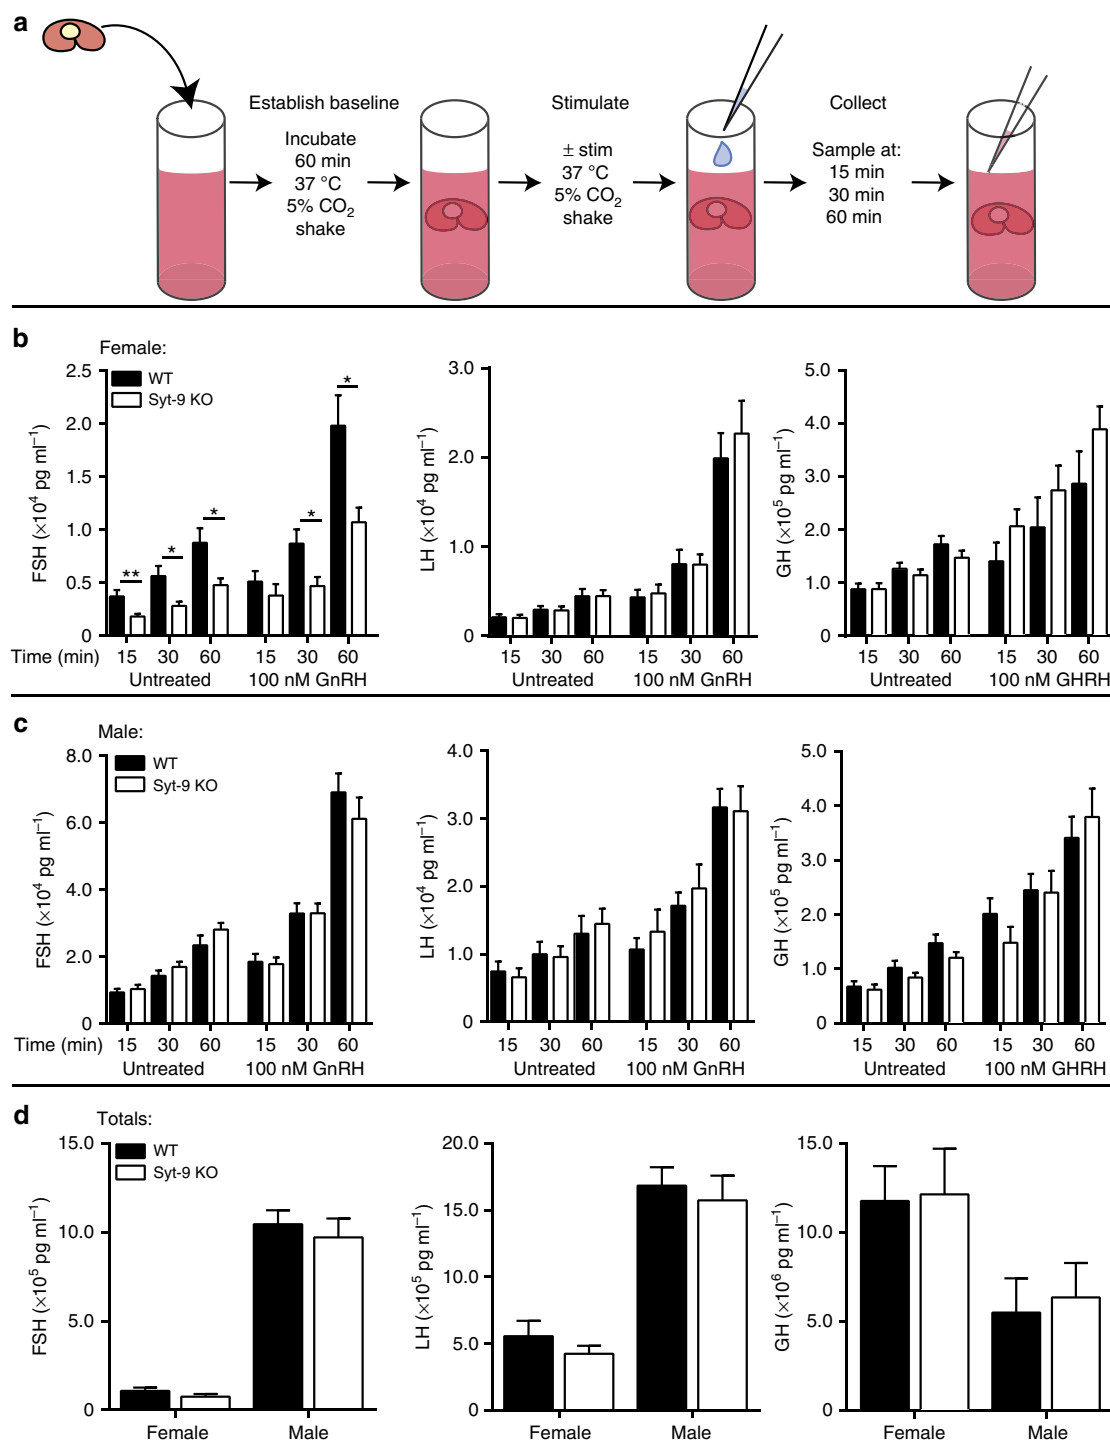 a
Establish baseline
Incubate
60 min
37 °C
5% CO₂
shake
Stimulate
± stim
37 °C
5% CO₂
shake
Collect
Sample at:
15 min
30 min
60 min
b
Female:
WT
Syt-9 KO
FSH (×10⁴ pg ml⁻¹)
2.5
2.0
1.5
1.0
0.5
0
** * * * *
Time (min) 15 30 60 15 30 60
Untreated 100 nM GnRH
LH (×10⁴ pg ml⁻¹)
3.0
2.0
1.0
0
15 30 60 15 30 60
Untreated 100 nM GnRH
GH (×10⁵ pg ml⁻¹)
5.0
4.0
3.0
2.0
1.0
0
15 30 60 15 30 60
Untreated 100 nM GHRH
c
Male:
WT
Syt-9 KO
FSH (×10⁴ pg ml⁻¹)
8.0
6.0
4.0
2.0
0
Time (min) 15 30 60 15 30 60
Untreated 100 nM GnRH
LH (×10⁴ pg ml⁻¹)
4.0
3.0
2.0
1.0
0
15 30 60 15 30 60
Untreated 100 nM GnRH
GH (×10⁵ pg ml⁻¹)
5.0
4.0
3.0
2.0
1.0
0
15 30 60 15 30 60
Untreated 100 nM GHRH
d
Totals:
WT
Syt-9 KO
FSH (×10⁵ pg ml⁻¹)
15.0
10.0
5.0
0
Female Male
LH (×10⁵ pg ml⁻¹)
20.0
15.0
10.0
5.0
0
Female Male
GH (×10⁶ pg ml⁻¹)
15.0
10.0
5.0
0
Female Male